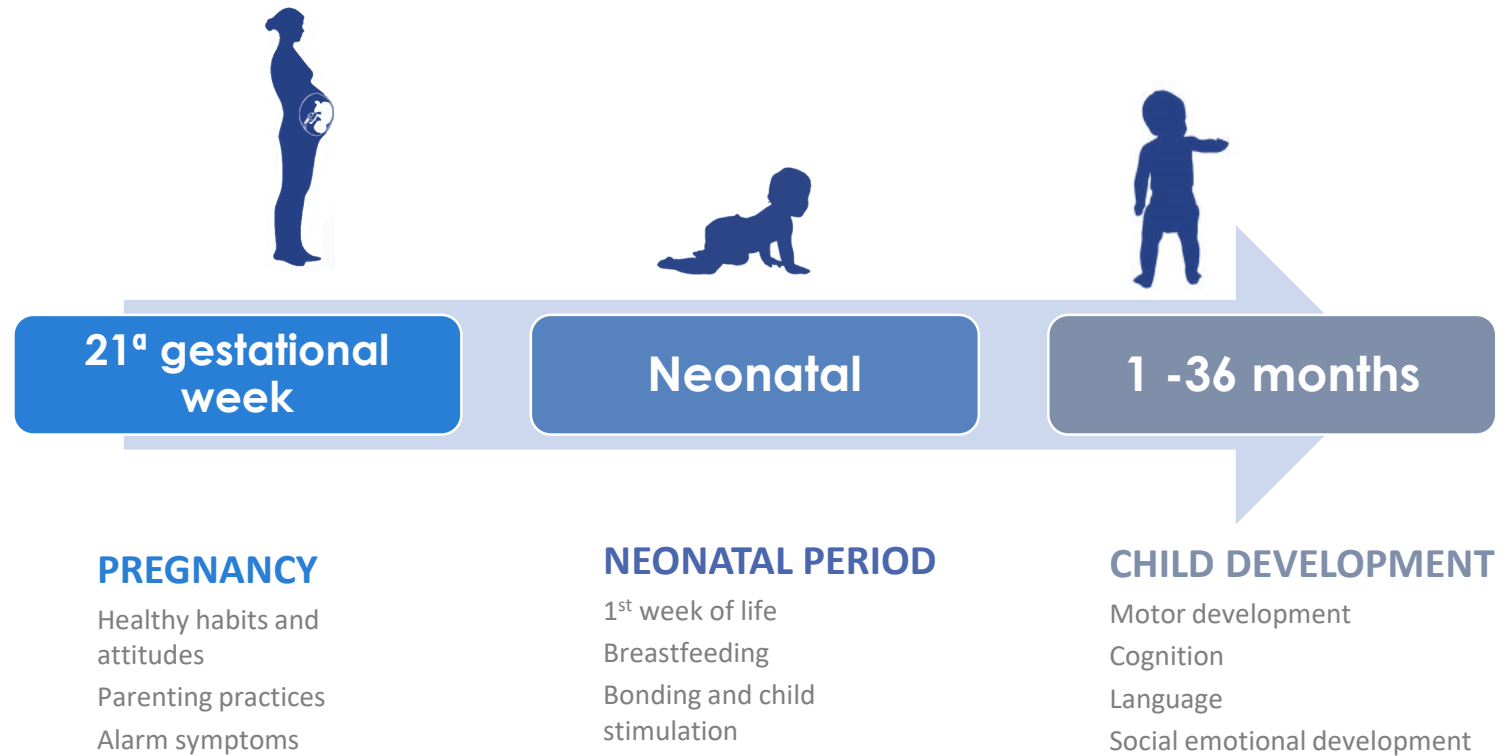 21ª gestational
week
Neonatal
1 -36 months
PREGNANCY
Healthy habits and
attitudes
Parenting practices
Alarm symptoms
NEONATAL PERIOD
1st week of life
Breastfeeding
Bonding and child
stimulation
CHILD DEVELOPMENT
Motor development
Cognition
Language
Social emotional development